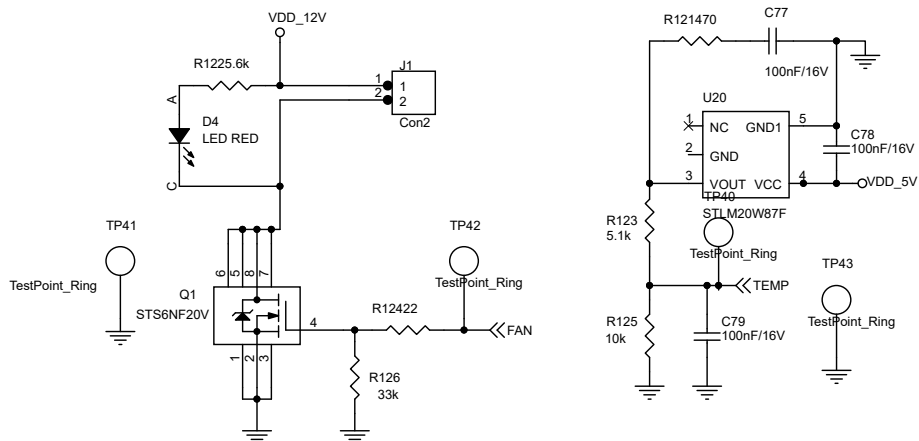 VDD_12V
R1225.6k
J1
1
1
2
2
Con2
A
D4
LED RED
C
TP41
TestPoint_Ring
TP42
TestPoint_Ring
6
5
8
7
Q1
STS6NF20V
4
R12422
FAN
1
2
3
R126
33k
R121470
C77
100nF/16V
U20
1
NC
GND1
5
2
GND
3
VOUT
VCC
4
C78
100nF/16V
VDD_5V
TP40
STLM20W87F
R123
5.1k
TestPoint_Ring
TEMP
TP43
TestPoint_Ring
R125
10k
C79
100nF/16V